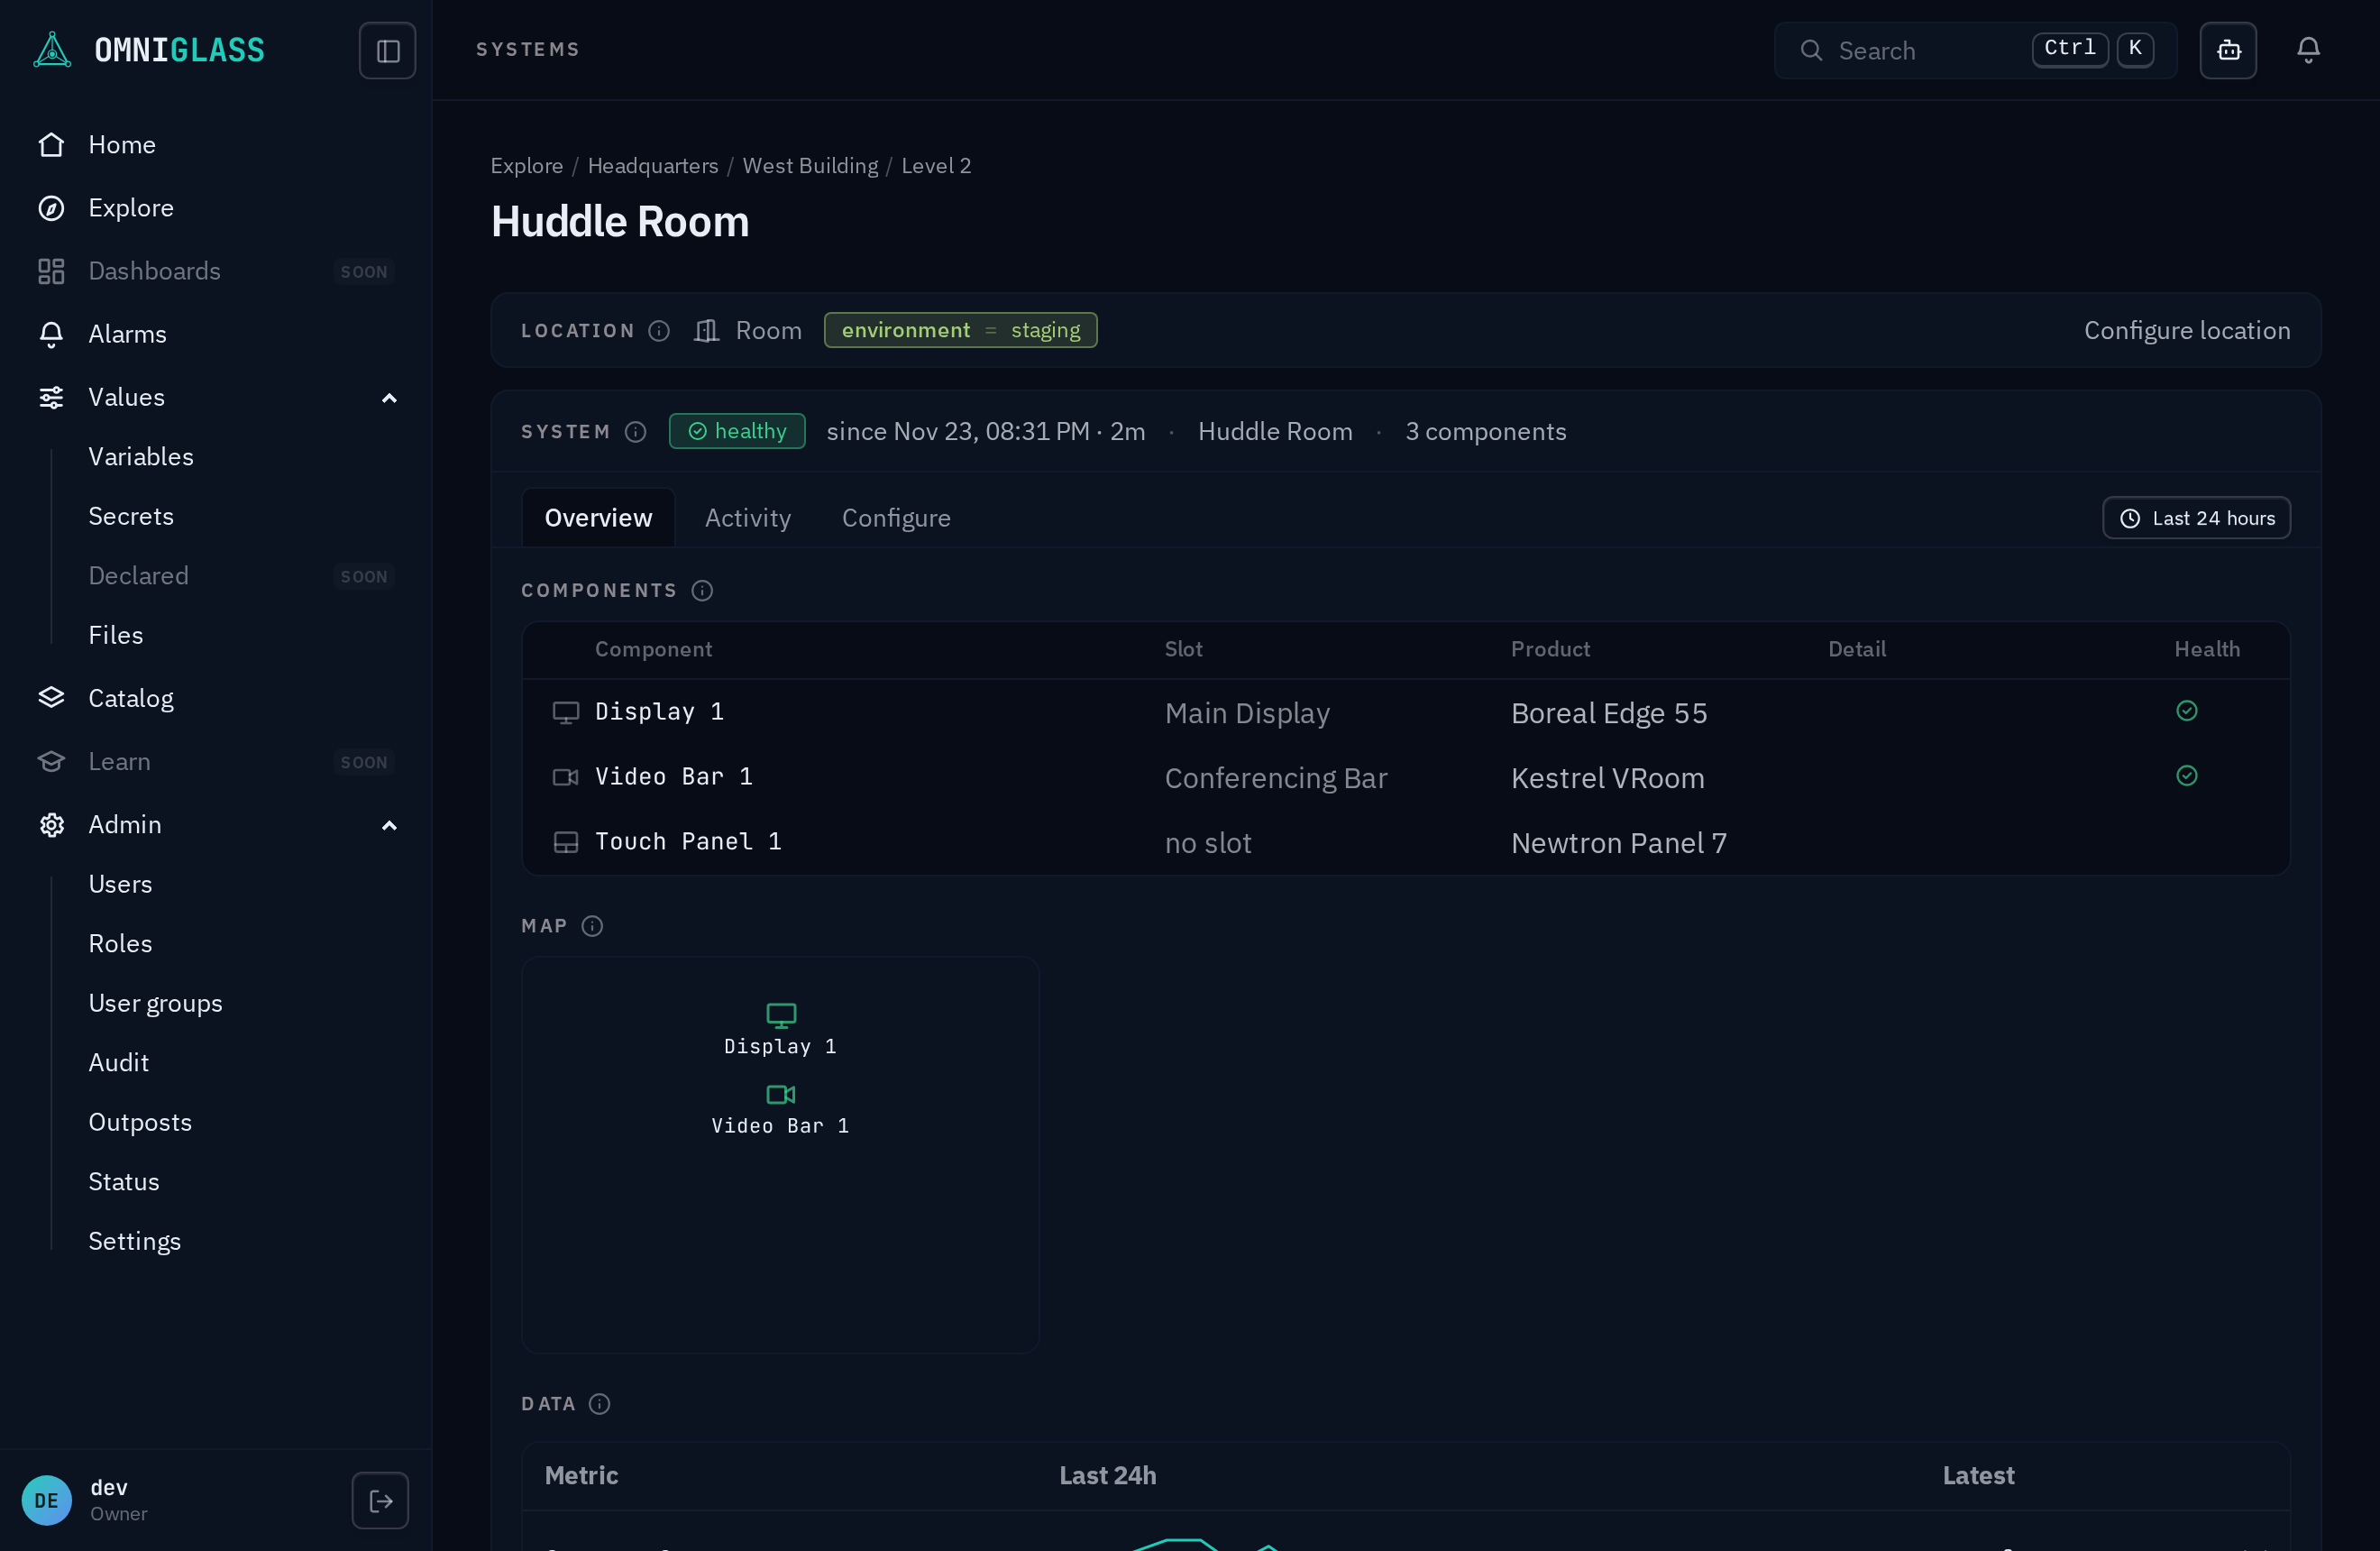 OMNIGLASS
Home
Explore
Dashboards SOON
Alarms
Values
Variables
Secrets
Declared SOON
Files
Catalog
Learn SOON
Admin
Users
Roles
User groups
Audit
Outposts
Status
Settings
DE
dev
Owner
SYSTEMS
Search Ctrl K
Explore / Headquarters / West Building / Level 2
Huddle Room
LOCATION Room environment = staging Configure location
SYSTEM healthy since Nov 23, 08:31 PM · 2m · Huddle Room · 3 components
Overview Activity Configure Last 24 hours
COMPONENTS
Component Slot Product Detail Health
Display 1 Main Display Boreal Edge 55
Video Bar 1 Conferencing Bar Kestrel VRoom
Touch Panel 1 no slot Newtron Panel 7
MAP
Display 1
Video Bar 1
DATA
Metric Last 24h Latest